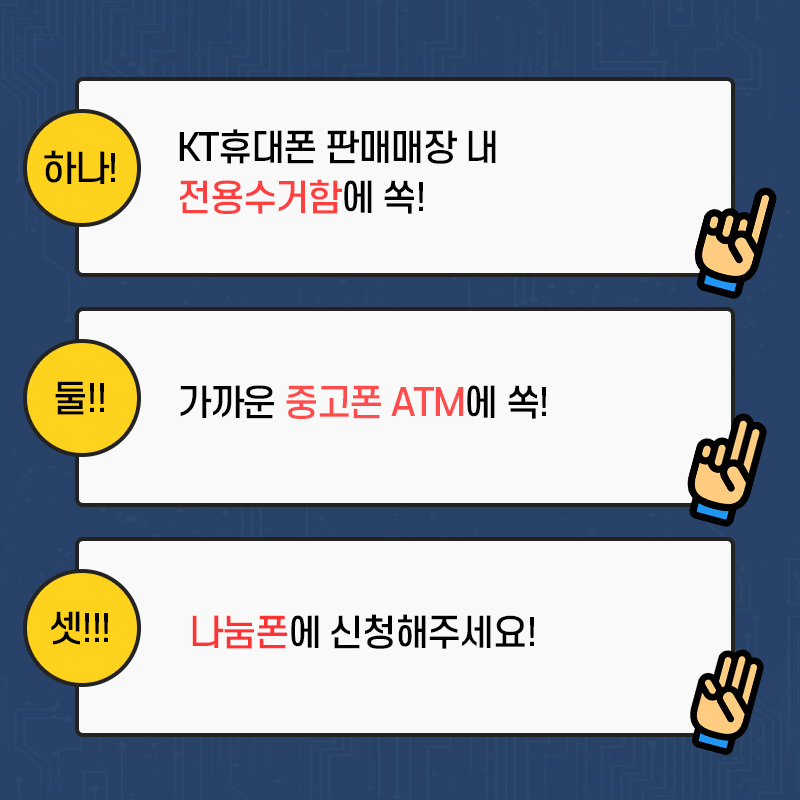 하나!
KT휴대폰 판매매장 내
전용수거함에 쏙!
둘!!
가까운 중고폰 ATM에 쏙!
셋!!!
나눔폰에 신청해주세요!